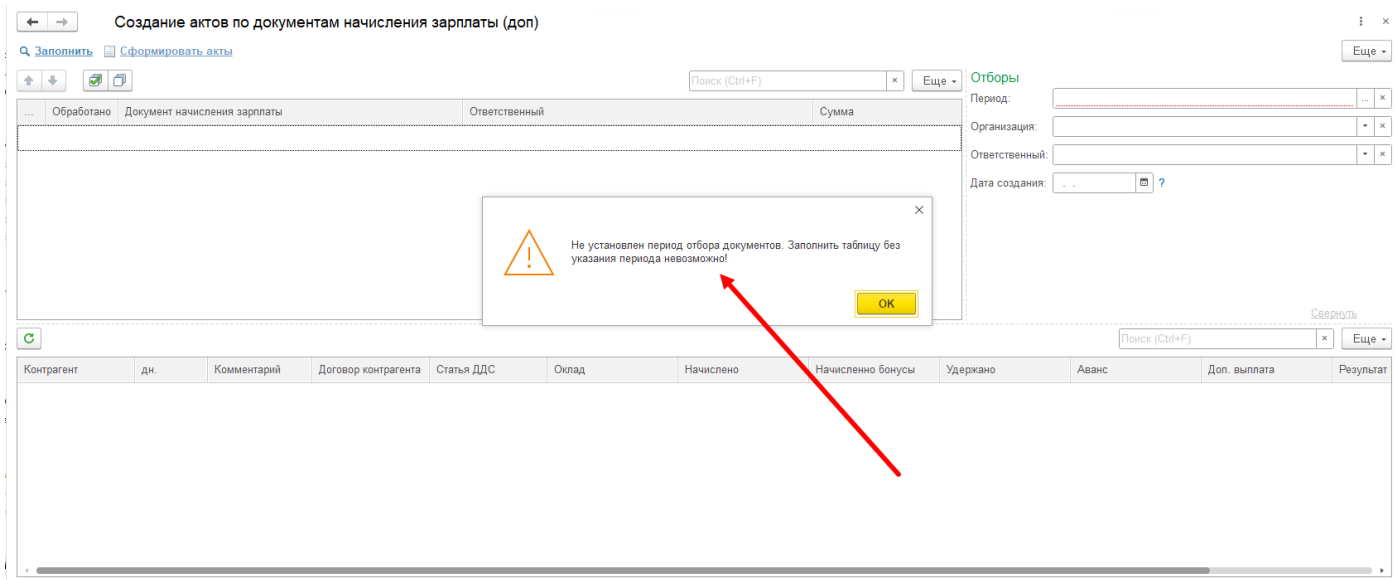 Создание актов по документам начисления зарплаты (доп)
Заполнить Сформировать акты
Еще
Поиск (Ctrl+F) × Еще
Отборы
... Обработано Документ начисления зарплаты Ответственный Сумма
Период: ... ×
Организация: ×
Ответственный: ×
Дата создания: . . ?
Не установлен период отбора документов. Заполнить таблицу без
указания периода невозможно!
OK
Свернуть
Поиск (Ctrl+F) × Еще
Контрагент дн. Комментарий Договор контрагента Статья ДДС Оклад Начислено Начисленно бонусы Удержано Аванс Доп. выплата Результат